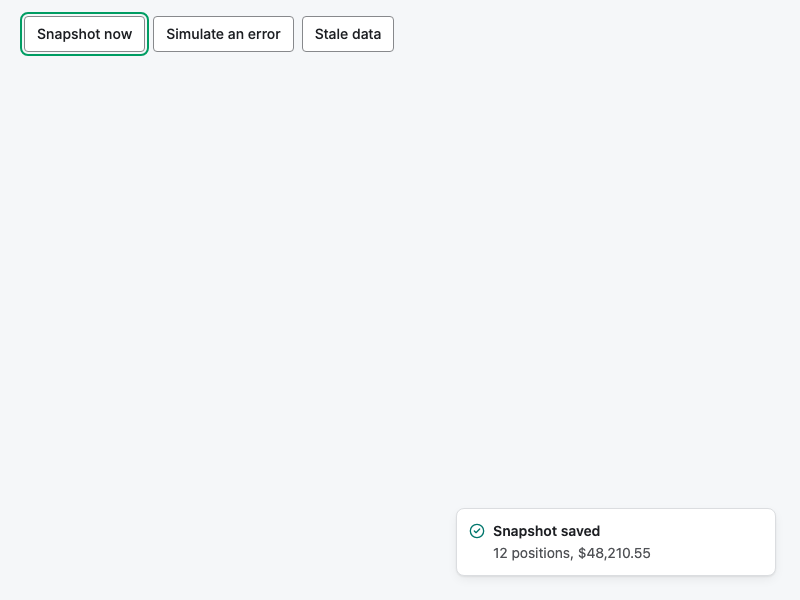 Snapshot now
Simulate an error
Stale data
Snapshot saved
12 positions, $48,210.55